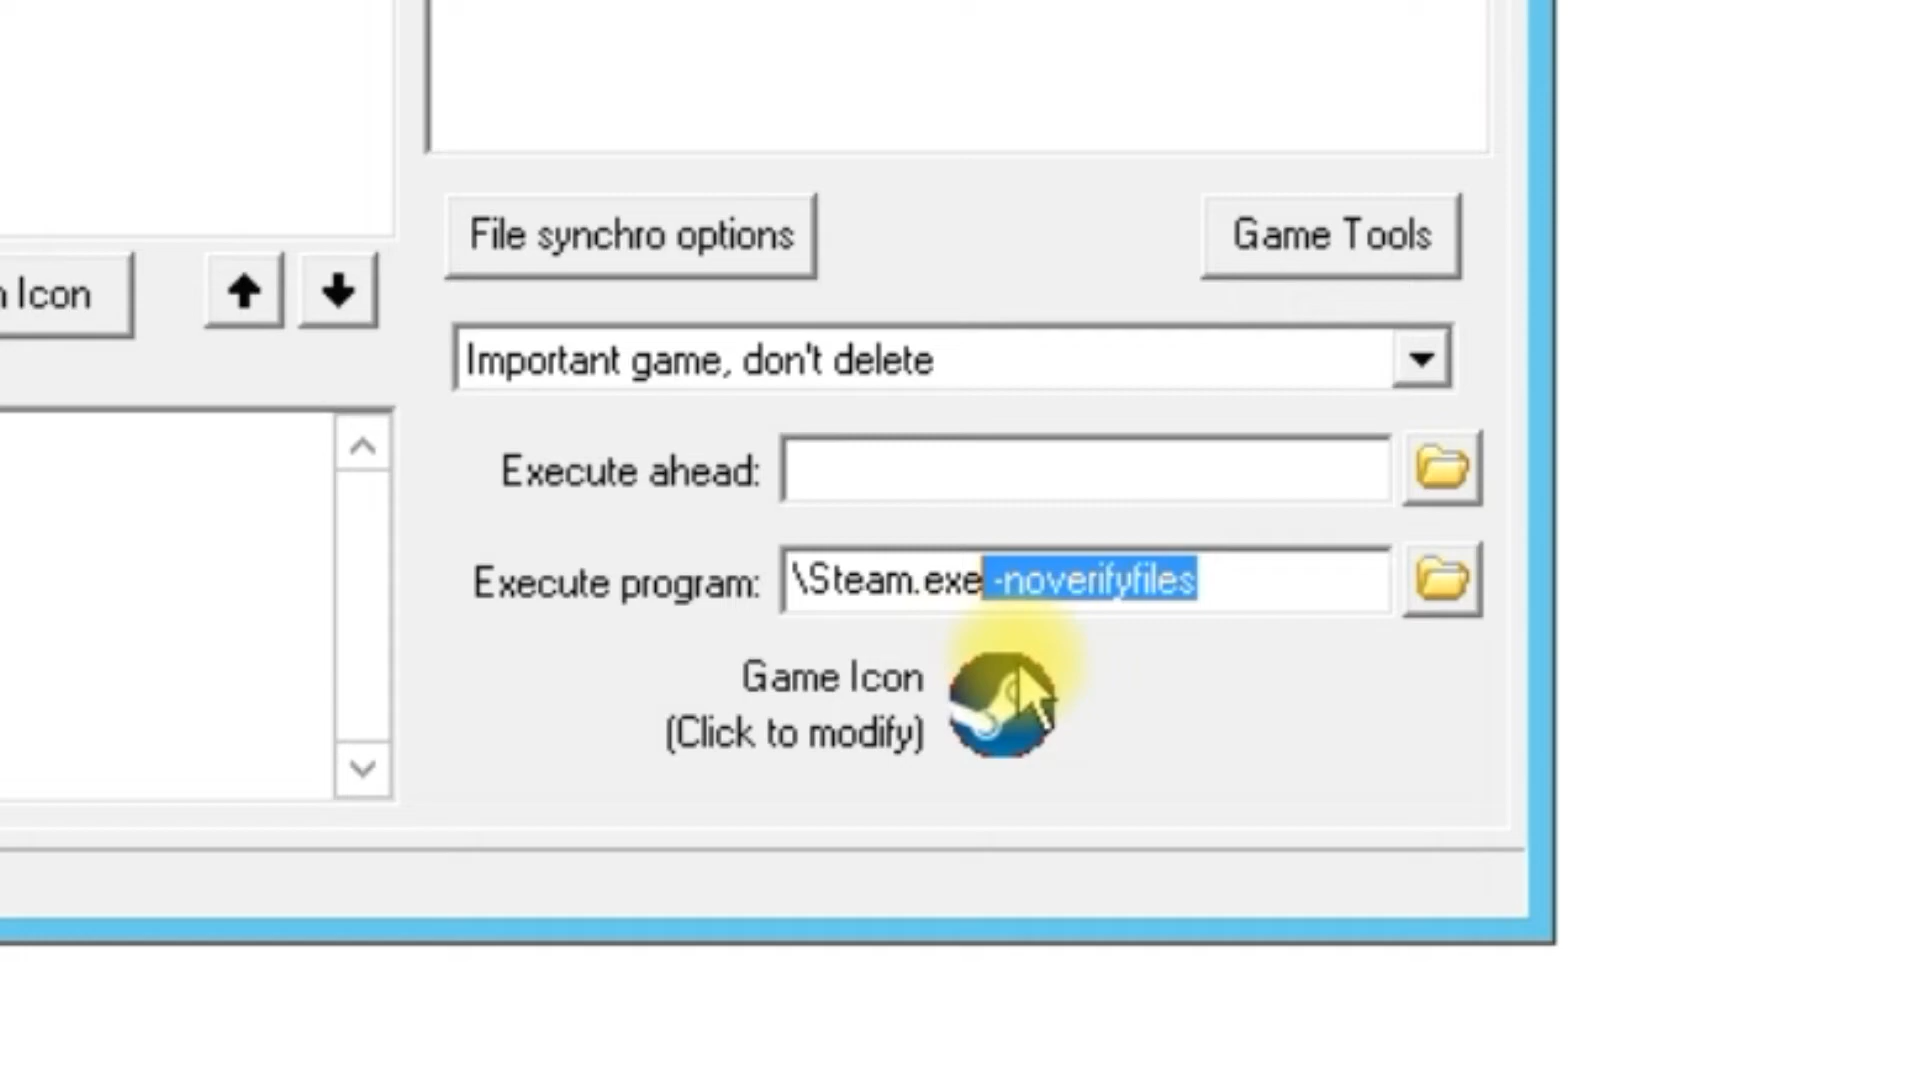 File synchro options
Game Tools
Icon
Important game, don't delete
Execute ahead:
Execute program: \Steam.exe -noverifyfiles
Game Icon
(Click to modify)